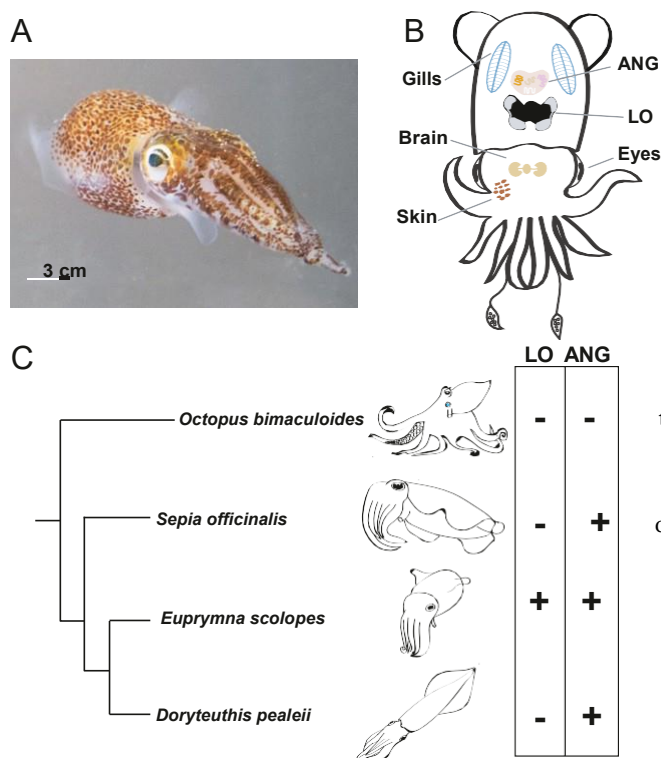 A
3 cm
B
Gills
ANG
LO
Brain
Eyes
Skin
C
LO ANG
Octopus bimaculoides - -
Sepia officinalis - +
Euprymna scolopes + +
Doryteuthis pealeii - +